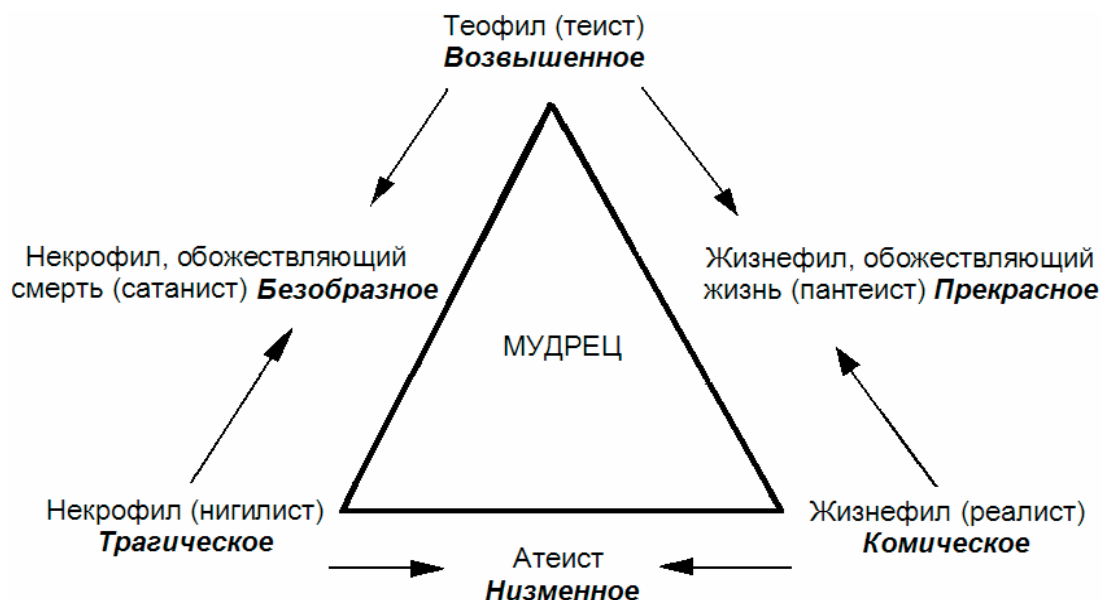 Теофил (теист)
Возвышенное
Некрофил, обожествляющий
смерть (сатанист) Безобразное
Жизнефил, обожествляющий
жизнь (пантеист) Прекрасное
МУДРЕЦ
Некрофил (нигилист)
Трагическое
Жизнефил (реалист)
Комическое
Атеист
Низменное